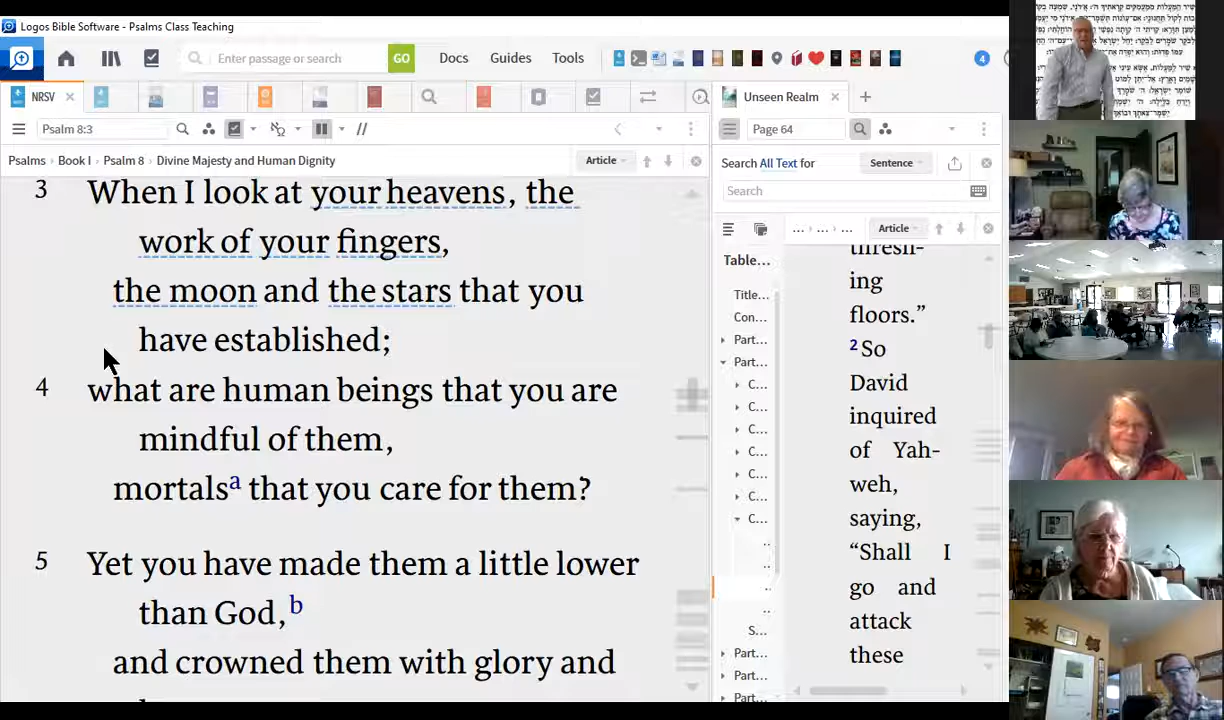 Logos Bible Software - Psalms Class Teaching
Enter passage or search
GO
Docs
Guides
Tools
4
NRSV
Unseen Realm
Psalm 8:3
Page 64
Psalms › Book I › Psalm 8 › Divine Majesty and Human Dignity
Article
Search All Text for
Sentence
Search
3 When I look at your heavens, the
work of your fingers,
the moon and the stars that you
have established;
4 what are human beings that you are
mindful of them,
mortalsa that you care for them?
5 Yet you have made them a little lower
than God,b
and crowned them with glory and
... › ... › ...
Article
Table...
Title...
Con...
Part...
Part...
C...
C...
C...
C...
C...
C...
C...
..
..
..
..
S...
Part...
Part...
Part...
thresh-
ing
floors.”
2 So
David
inquired
of Yah-
weh,
saying,
“Shall I
go and
attack
these